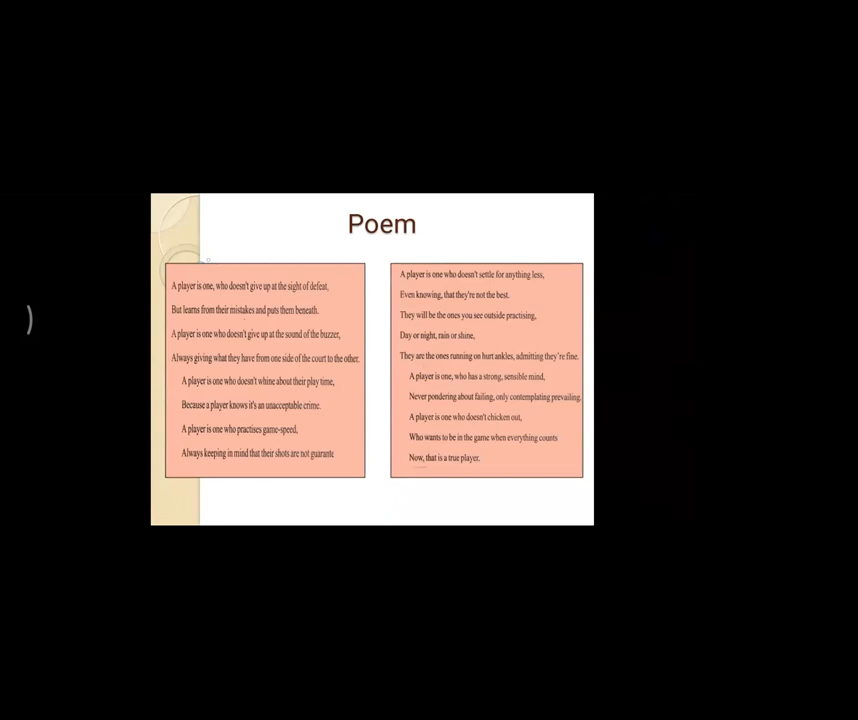 Poem
A player is one, who doesn't give up at the sight of defeat,
But learns from their mistakes and puts them beneath.
A player is one who doesn't give up at the sound of the buzzer,
Always giving what they have from one side of the court to the other.
A player is one who doesn't whine about their play time,
Because a player knows it's an unacceptable crime.
A player is one who practises game-speed,
Always keeping in mind that their shots are not guarante
A player is one who doesn't settle for anything less,
Even knowing, that they're not the best.
They will be the ones you see outside practising,
Day or night, rain or shine,
They are the ones running on hurt ankles, admitting they're fine.
A player is one, who has a strong, sensible mind,
Never pondering about failing, only contemplating prevailing.
A player is one who doesn't chicken out,
Who wants to be in the game when everything counts
Now, that is a true player.